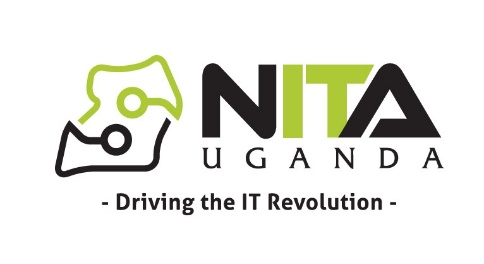 NITA
UGANDA
- Driving the IT Revolution -